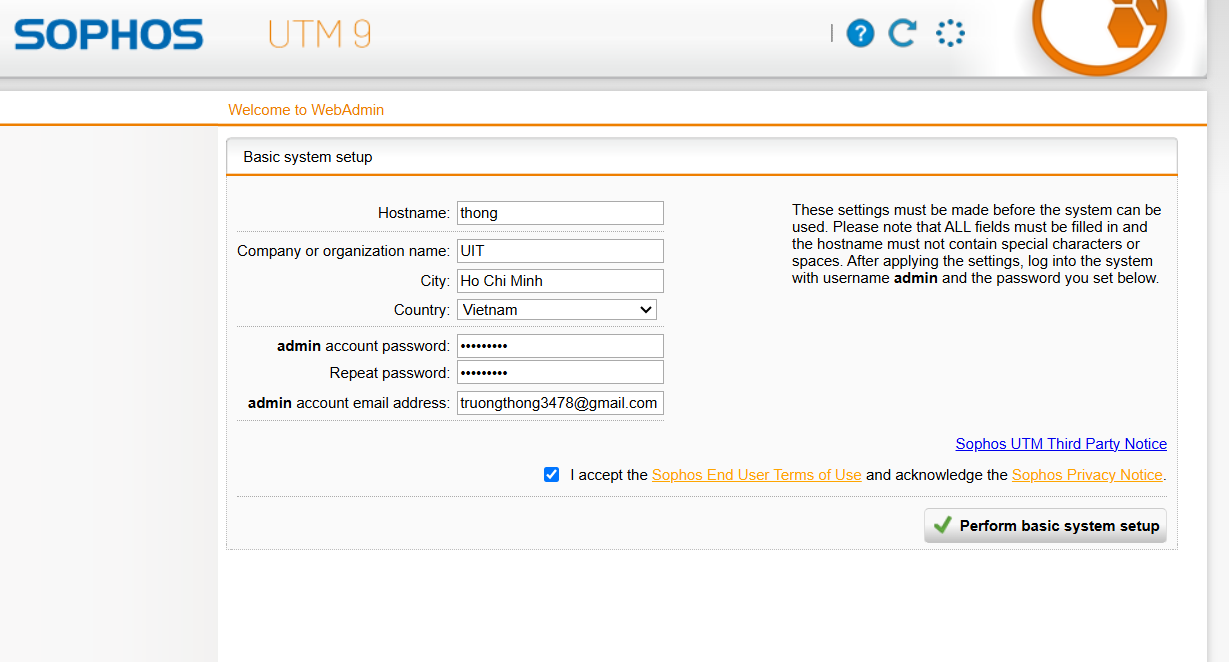 SOPHOS UTM 9 | ?
Welcome to WebAdmin
Basic system setup
Hostname: thong
Company or organization name: UIT
City: Ho Chi Minh
Country: Vietnam
admin account password: •••••••••
Repeat password: •••••••••
admin account email address: truongthong3478@gmail.com
These settings must be made before the system can be
used. Please note that ALL fields must be filled in and
the hostname must not contain special characters or
spaces. After applying the settings, log into the system
with username admin and the password you set below.
Sophos UTM Third Party Notice
I accept the Sophos End User Terms of Use and acknowledge the Sophos Privacy Notice.
Perform basic system setup